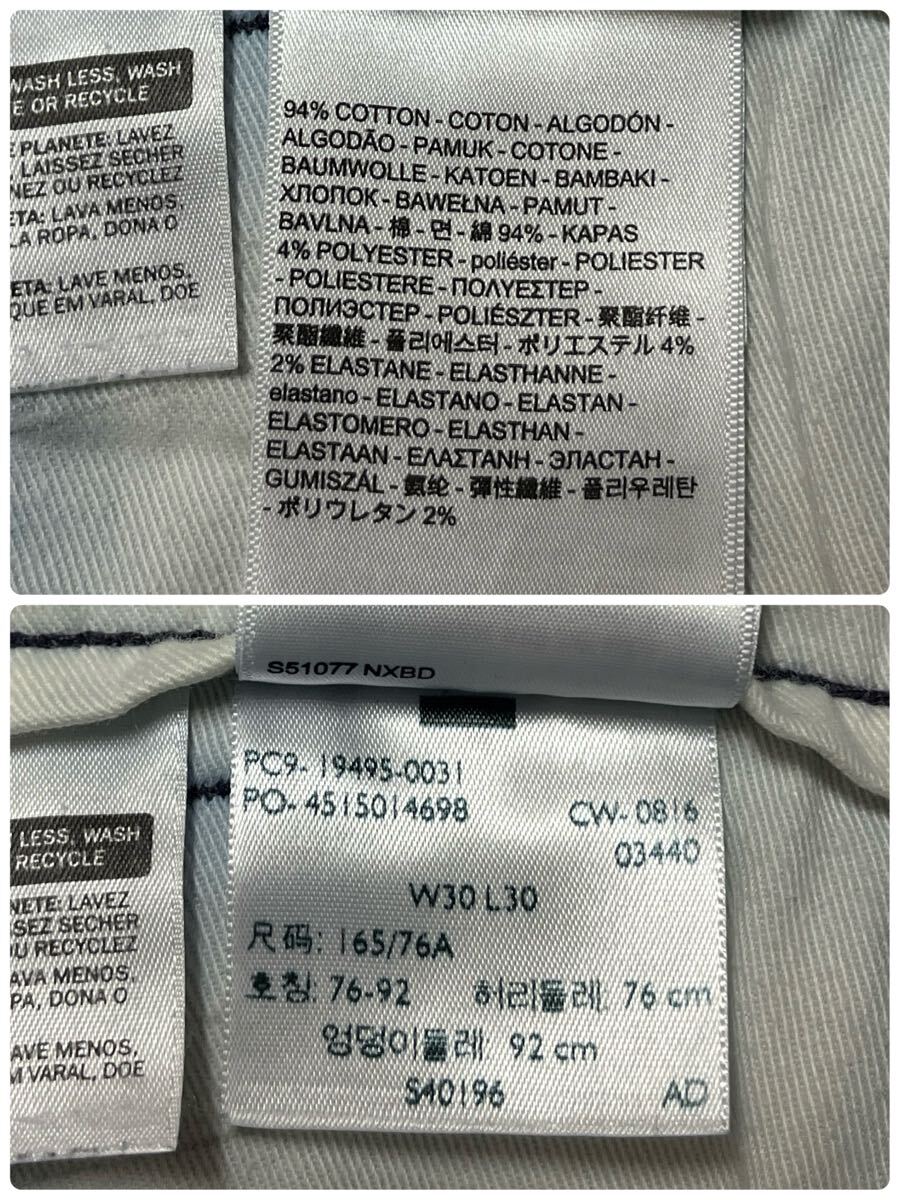 WASH LESS, WASH
E OR RECYCLE
PLANETE: LAVEZ
LAISSEZ SECHER
NEZ OU RECYCLEZ
ETA: LAVA MENOS,
LA ROPA, DONA O
ETA: LAVE MENOS,
QUE EM VARAL, DOE
94% COTTON - COTON - ALGODÓN -
ALGODÃO - PAMUK - COTONE -
BAUMWOLLE - KATOEN - BAMBAKI -
ХЛОПОК - BAWEŁNA - PAMUT -
BAVLNA - 棉 - 면 - 綿 94% - KAPAS
4% POLYESTER - poliéster - POLIESTER
- POLIESTERE - ΠΟΛΥΕΣΤΕΡ -
ПОЛИЭСТЕР - POLIÉSZTER - 聚酯纤维 -
聚酯纖維 - 폴리에스터 - ポリエステル 4%
2% ELASTANE - ELASTHANNE -
elastano - ELASTANO - ELASTAN -
ELASTOMERO - ELASTHAN -
ELASTAAN - ΕΛΑΣΤΑΝΗ - ЭЛАСТАН -
GUMISZÁL - 氨纶 - 彈性纖維 - 폴리우레탄
- ポリウレタン 2%
S51077 NXBD
PC9- 19495-0031
PO- 4515014698 CW- 0816
03440
W30 L30
尺码: 165/76A
호칭: 76-92 허리둘레: 76 cm
엉덩이둘레: 92 cm
S40196 AD
LESS, WASH
RECYCLE
NETE: LAVEZ
SSEZ SECHER
U RECYCLEZ
AVA MENOS,
PA, DONA O
AVE MENOS,
M VARAL, DOE